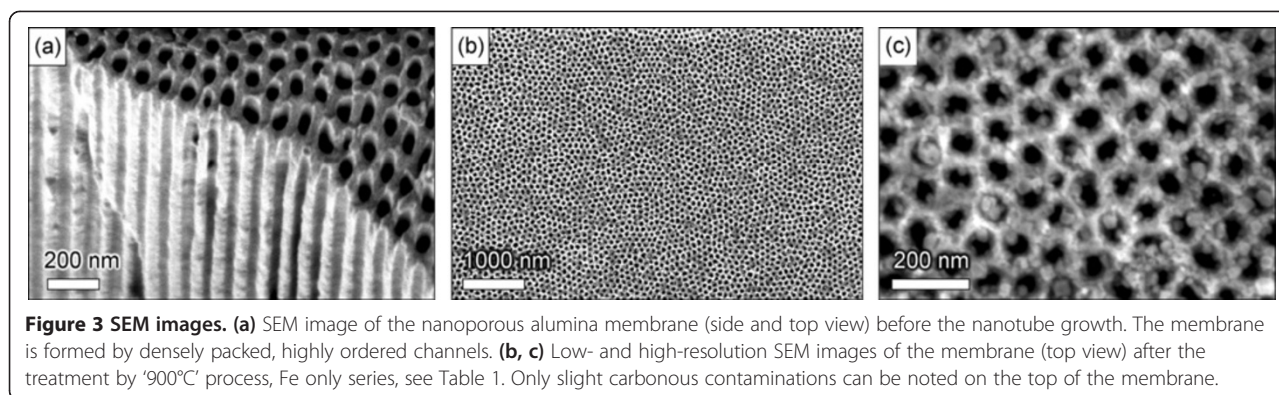 (a)
(b)
(c)
200 nm
1000 nm
200 nm
Figure 3 SEM images. (a) SEM image of the nanoporous alumina membrane (side and top view) before the nanotube growth. The membrane
is formed by densely packed, highly ordered channels. (b, c) Low- and high-resolution SEM images of the membrane (top view) after the
treatment by ‘900°C’ process, Fe only series, see Table 1. Only slight carbonous contaminations can be noted on the top of the membrane.